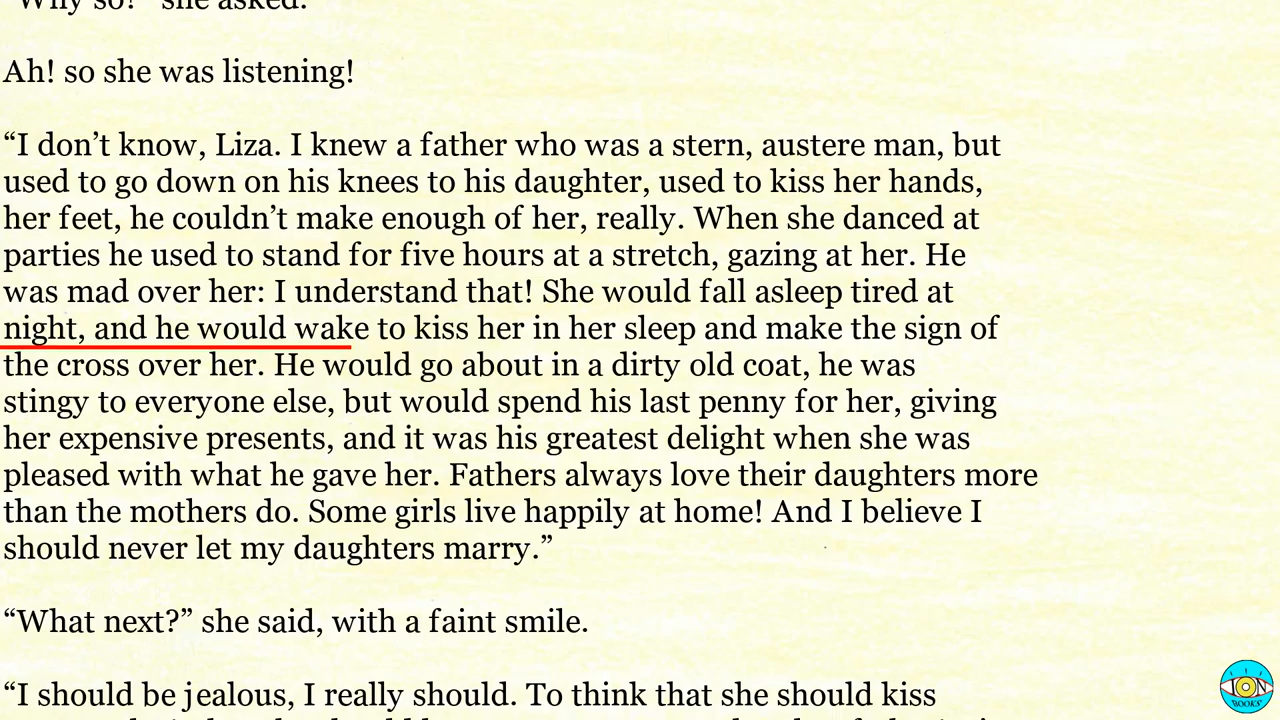 "Why so?" she asked.
Ah! so she was listening!
“I don’t know, Liza. I knew a father who was a stern, austere man, but
used to go down on his knees to his daughter, used to kiss her hands,
her feet, he couldn’t make enough of her, really. When she danced at
parties he used to stand for five hours at a stretch, gazing at her. He
was mad over her: I understand that! She would fall asleep tired at
night, and he would wake to kiss her in her sleep and make the sign of
the cross over her. He would go about in a dirty old coat, he was
stingy to everyone else, but would spend his last penny for her, giving
her expensive presents, and it was his greatest delight when she was
pleased with what he gave her. Fathers always love their daughters more
than the mothers do. Some girls live happily at home! And I believe I
should never let my daughters marry.”
“What next?” she said, with a faint smile.
“I should be jealous, I really should. To think that she should kiss
ION
BOOKS